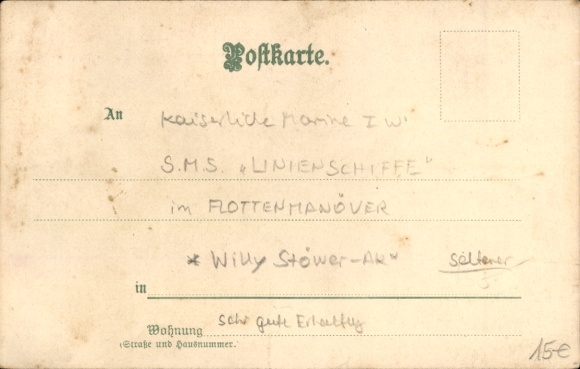 Postkarte.
An Kaiserliche Marine I W'
S.M.S. „LINIENSCHIFFE"
im FLOTTENMANÖVER
* Willy Stöwer-AK* seltener
in
Wohnung sehr gute Erhaltg
(Straße und Hausnummer.
15€